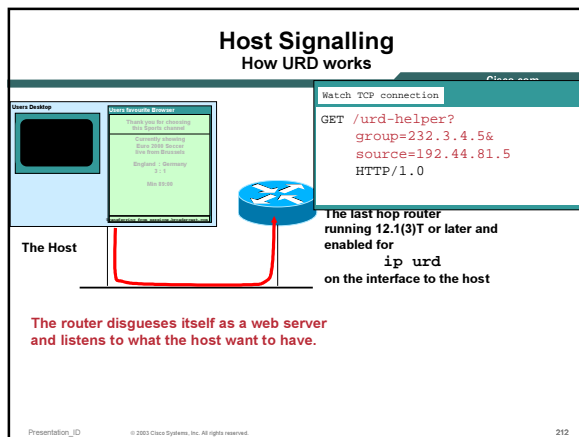 Host Signalling
How URD works
Cisco.com
Users Desktop
Users favourite Browser
Thank you for choosing
this Sports channel
Currently showing
Euro 2000 Soccer
live from Brussels
England : Germany
2 : 1
Min 89:00
Watch TCP connection
GET /urd-helper?
group=232.3.4.5&
source=192.44.81.5
HTTP/1.0
The last hop router
running 12.1(3)T or later and
enabled for
ip urd
on the interface to the host
The Host
The router disgueses itself as a web server
and listens to what the host want to have.
Presentation_ID
© 2003 Cisco Systems, Inc. All rights reserved.
212